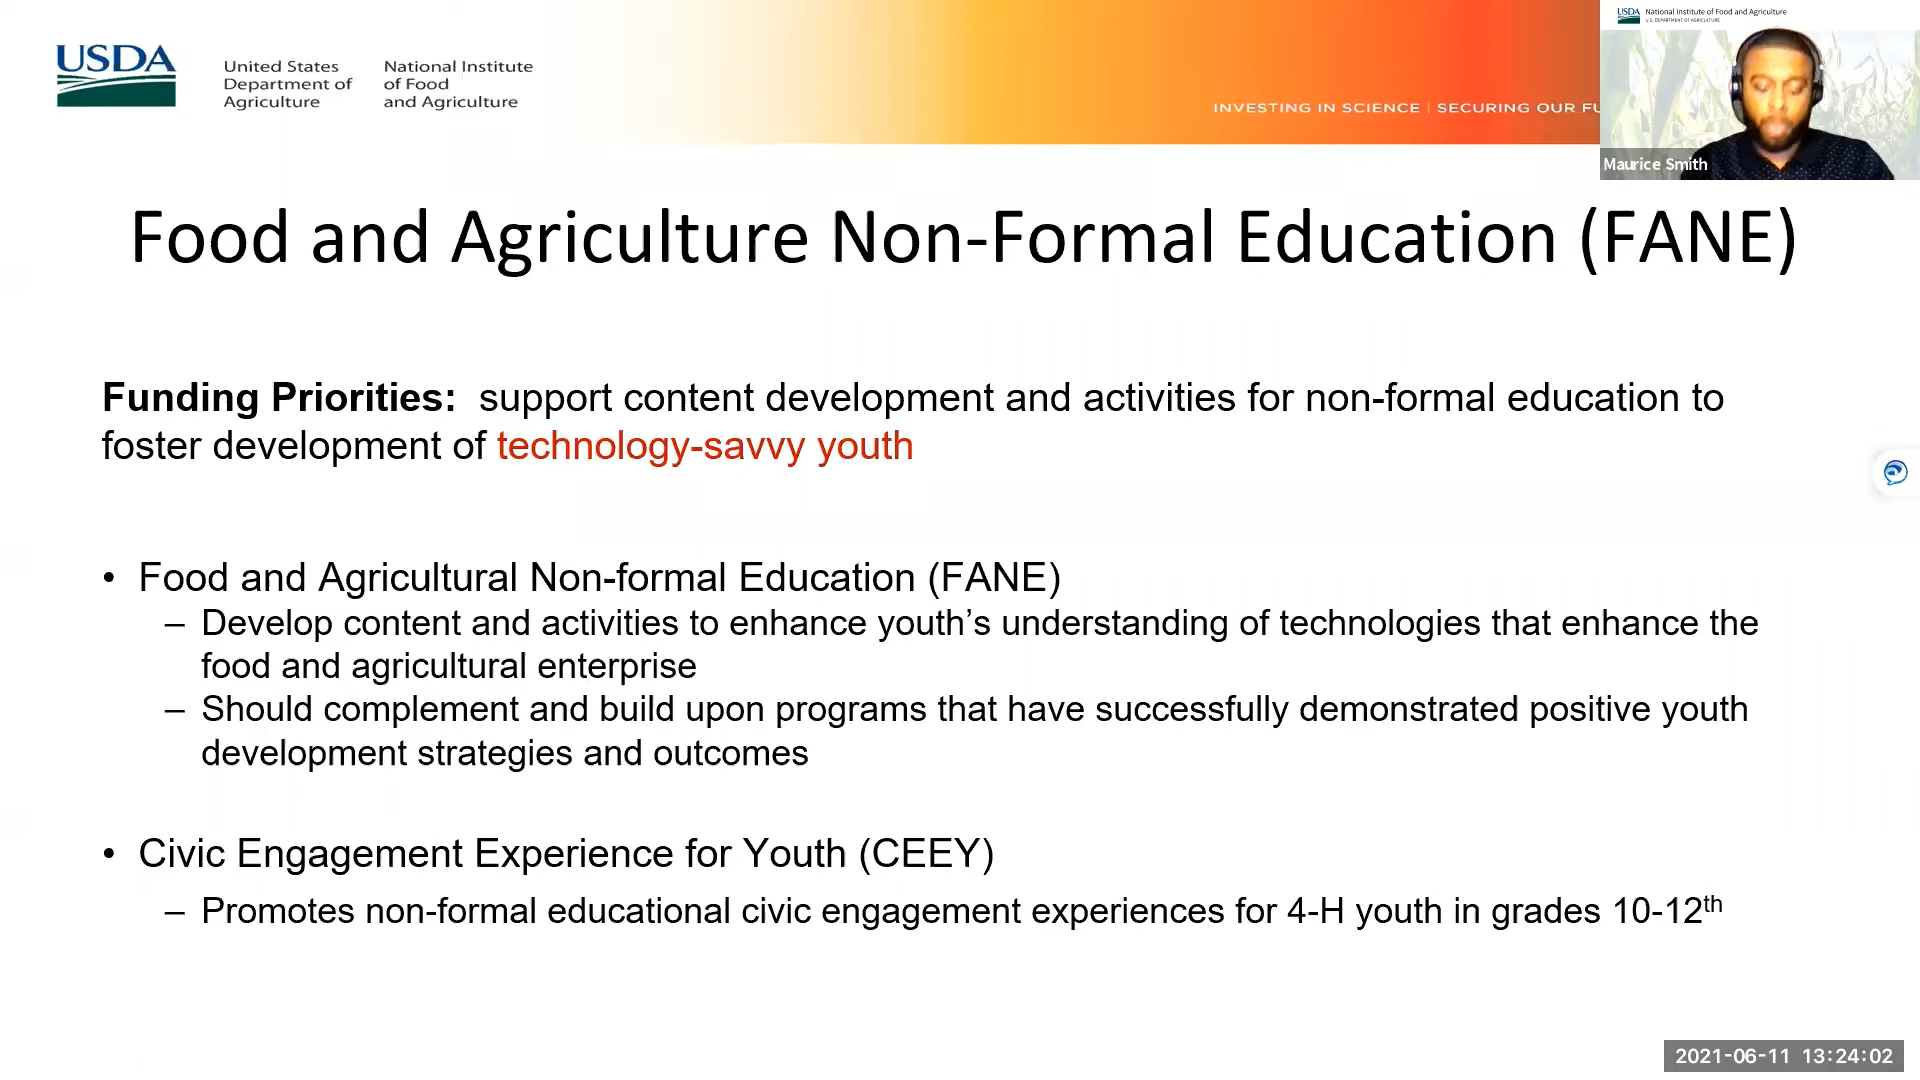 USDA
United States
Department of
Agriculture
National Institute
of Food
and Agriculture
INVESTING IN SCIENCE | SECURING OUR FU
USDA National Institute of Food and Agriculture
U.S. DEPARTMENT OF AGRICULTURE
Maurice Smith
Food and Agriculture Non-Formal Education (FANE)
Funding Priorities: support content development and activities for non-formal education to
foster development of technology-savvy youth
• Food and Agricultural Non-formal Education (FANE)
– Develop content and activities to enhance youth’s understanding of technologies that enhance the
food and agricultural enterprise
– Should complement and build upon programs that have successfully demonstrated positive youth
development strategies and outcomes
• Civic Engagement Experience for Youth (CEEY)
– Promotes non-formal educational civic engagement experiences for 4-H youth in grades 10-12th
2021-06-11 13:24:02